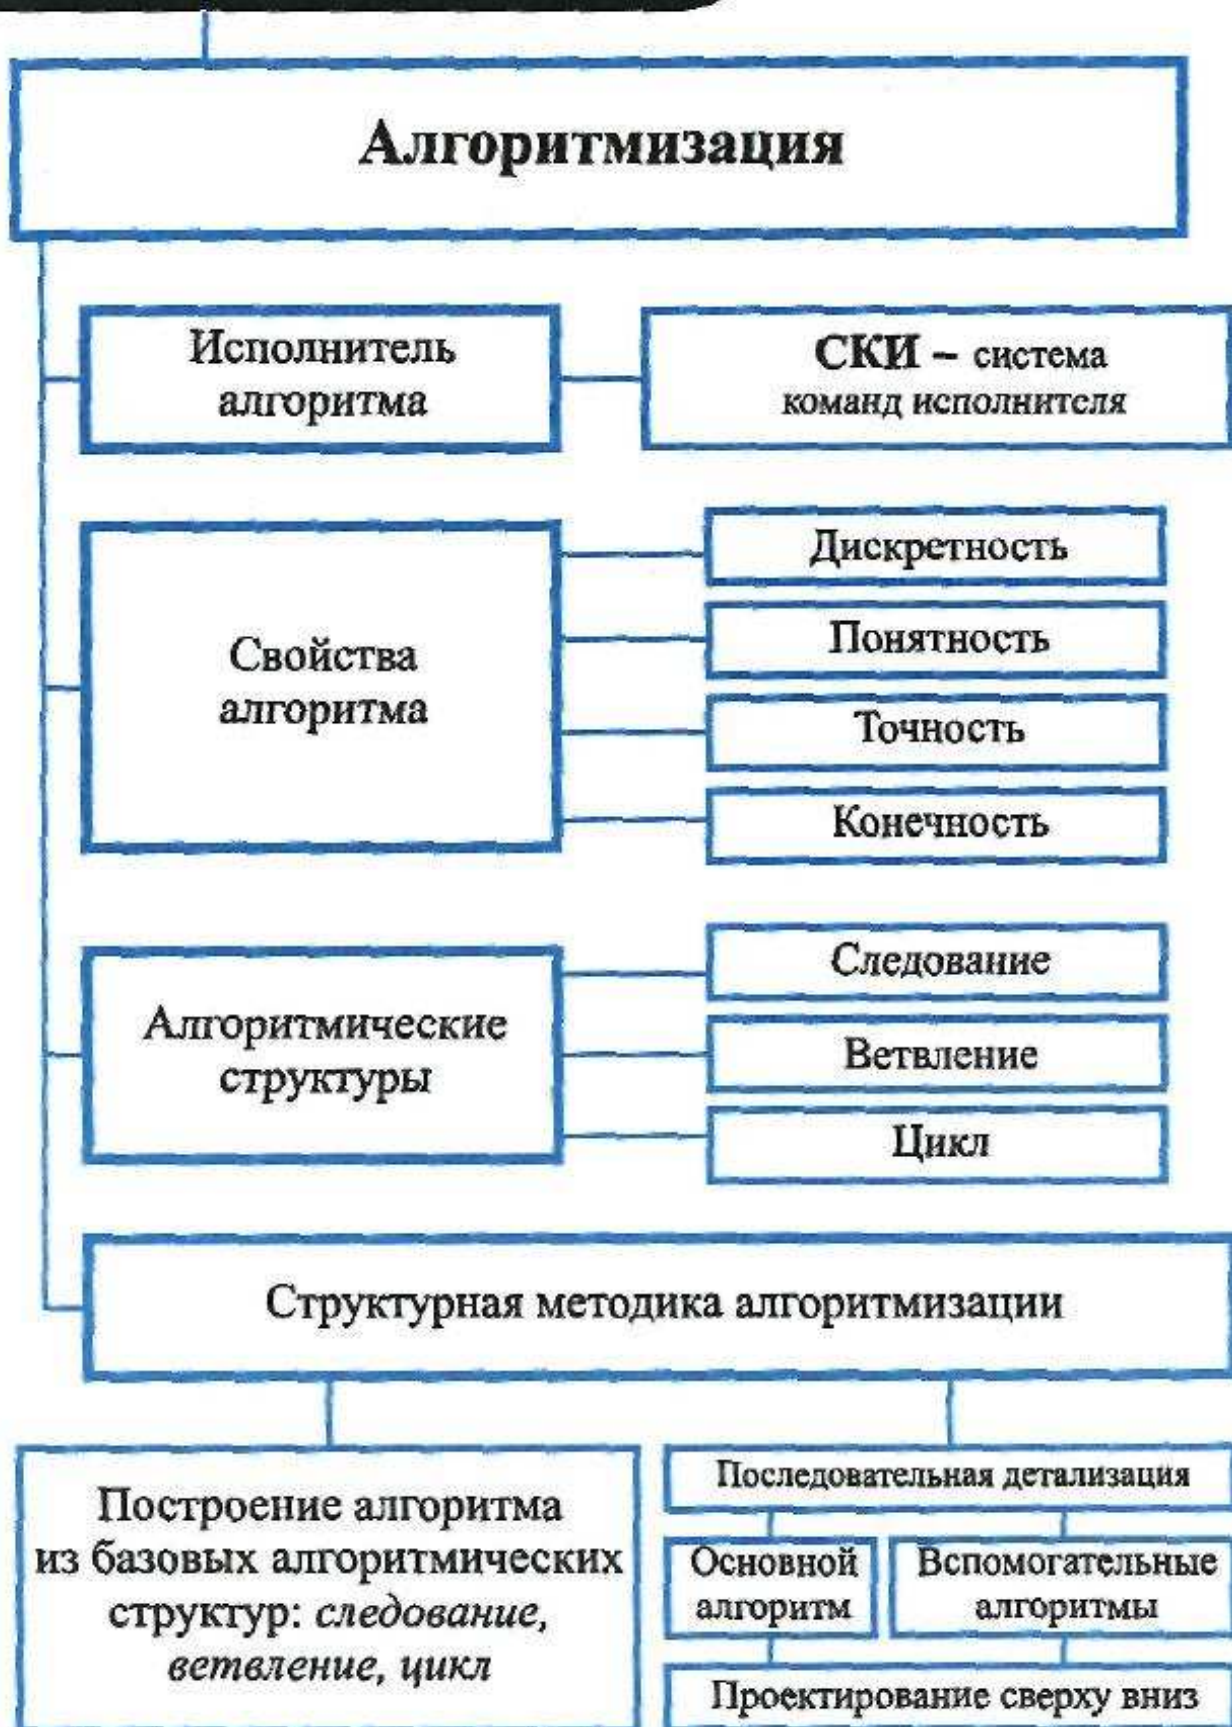 Алгоритмизация
Исполнитель
алгоритма
СКИ – система
команд исполнителя
Свойства
алгоритма
Дискретность
Понятность
Точность
Конечность
Алгоритмические
структуры
Следование
Ветвление
Цикл
Структурная методика алгоритмизации
Построение алгоритма
из базовых алгоритмических
структур: следование,
ветвление, цикл
Последовательная детализация
Основной
алгоритм
Вспомогательные
алгоритмы
Проектирование сверху вниз